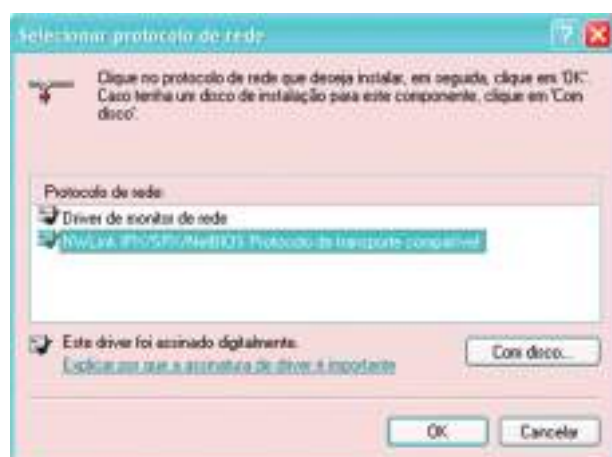 Selecionar protocolo de rede
Clique no protocolo de rede que deseja instalar, em seguida, clique em 'OK'.
Caso tenha um disco de instalação para este componente, clique em 'Com
disco'.
Protocolo de rede
Driver de monitor de rede
NWLink IPX/SPX/NetBIOS Protocolo de transporte compatível
Este driver foi assinado digitalmente.
Com disco...
Explicar por que a assinatura de driver é importante
OK
Cancelar